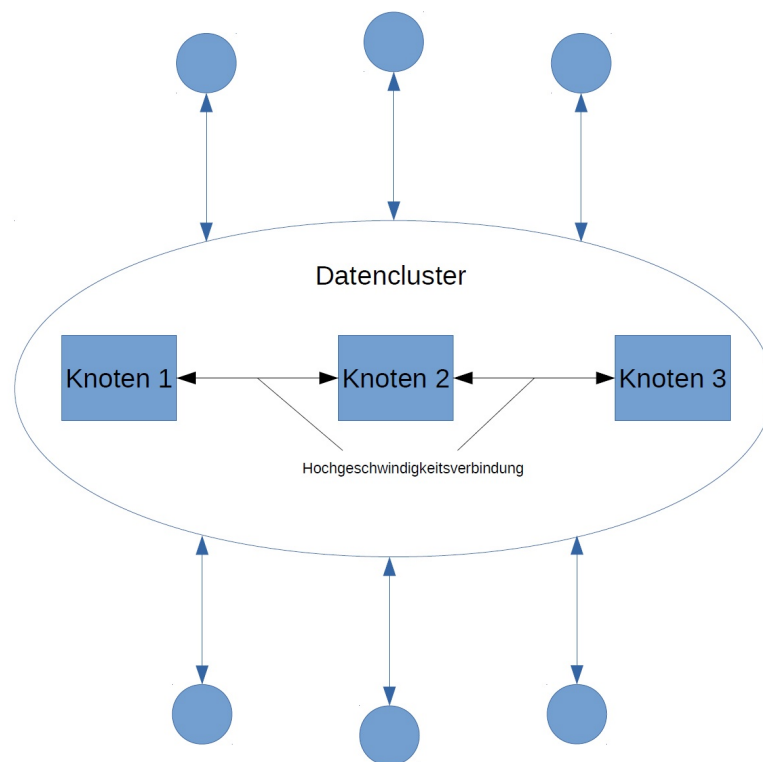 Datencluster
Knoten 1
Knoten 2
Knoten 3
Hochgeschwindigkeitsverbindung